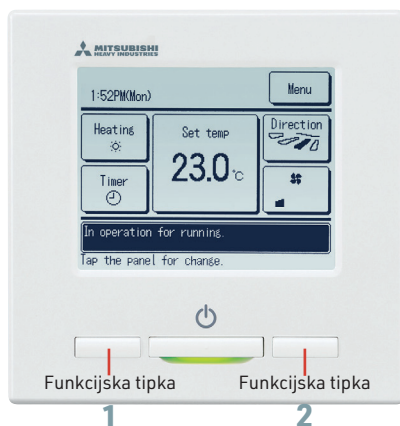 MITSUBISHI
HEAVY INDUSTRIES
1:52PM(Mon)
Menu
Heating
Set temp
Direction
23.0°C
Timer
In operation for running.
Tap the panel for change.
Funkcijska tipka
Funkcijska tipka
1
2